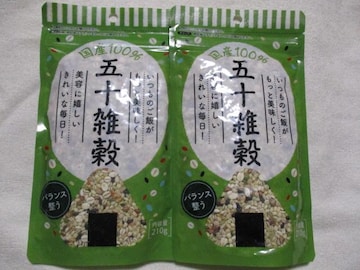 国産100%
いつものご飯が
もっと美味しく!
五十雑穀
美容に嬉しい
きれいな毎日!
バランス
整う
内容量
210g
国産100%
いつものご飯が
もっと美味しく!
五十雑穀
に嬉しい
いな毎日!
バランス
整う